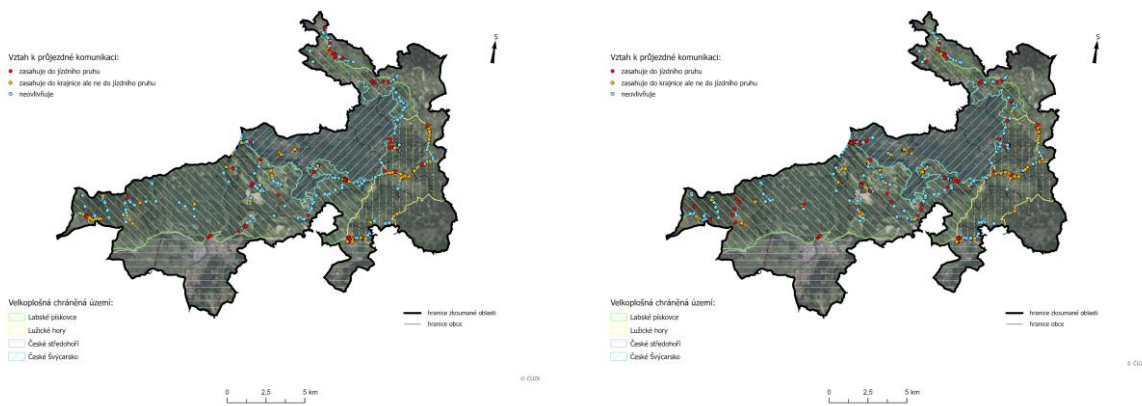 S
Vztah k průjezdné komunikaci:
zasahuje do jízdního pruhu
zasahuje do krajnice ale ne do jízdního pruhu
neovlivňuje
Velkoplošná chráněná území:
Labské pískovce
Lužické hory
České středohoří
České Švýcarsko
hranice zkoumané oblasti
hranice obce
© ČÚZK
0 2,5 5 km
S
Vztah k průjezdné komunikaci:
zasahuje do jízdního pruhu
zasahuje do krajnice ale ne do jízdního pruhu
neovlivňuje
Velkoplošná chráněná území:
Labské pískovce
Lužické hory
České středohoří
České Švýcarsko
hranice zkoumané oblasti
hranice obce
© ČÚZ
0 2,5 5 km